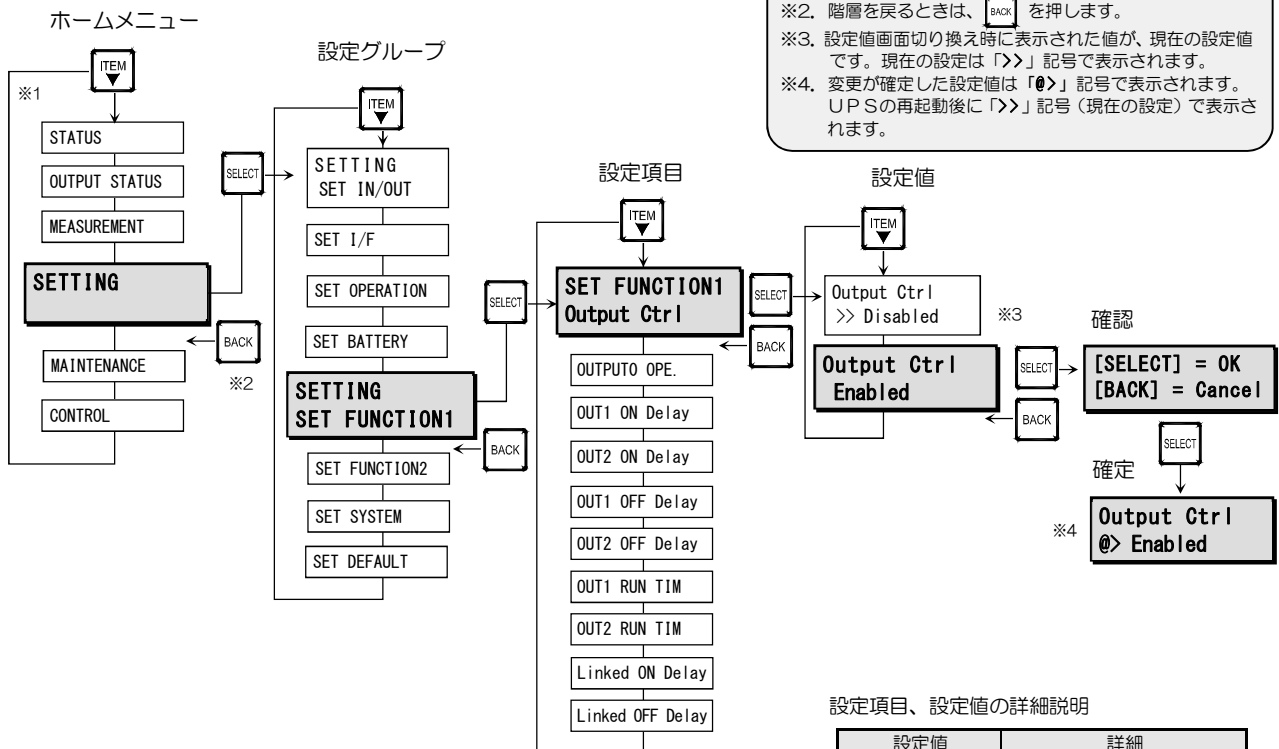 ※2. 階層を戻るときは、 BACK を押します。
※3. 設定値画面切り換え時に表示された値が、現在の設定値
です。現在の設定は「>>」記号で表示されます。
※4. 変更が確定した設定値は「@>」記号で表示されます。
UPSの再起動後に「>>」記号（現在の設定）で表示さ
れます。
ホームメニュー
ITEM
※1
STATUS
OUTPUT STATUS
MEASUREMENT
SETTING
MAINTENANCE
CONTROL
SELECT
BACK
※2
設定グループ
ITEM
SETTING
SET IN/OUT
SET I/F
SET OPERATION
SET BATTERY
SETTING
SET FUNCTION1
SET FUNCTION2
SET SYSTEM
SET DEFAULT
SELECT
BACK
設定項目
ITEM
SET FUNCTION1
Output Ctrl
OUTPUTO OPE.
OUT1 ON Delay
OUT2 ON Delay
OUT1 OFF Delay
OUT2 OFF Delay
OUT1 RUN TIM
OUT2 RUN TIM
Linked ON Delay
Linked OFF Delay
SELECT
BACK
設定値
ITEM
Output Ctrl
>> Disabled
※3
Output Ctrl
Enabled
SELECT
BACK
確認
[SELECT] = OK
[BACK] = Cancel
SELECT
確定
※4
Output Ctrl
@> Enabled
設定項目、設定値の詳細説明
設定値 詳細